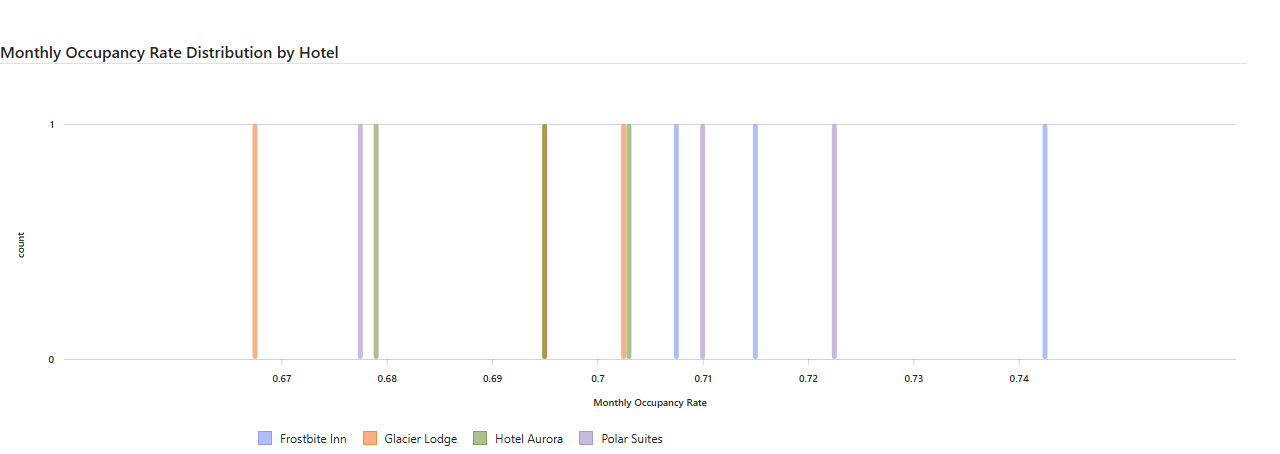 Monthly Occupancy Rate Distribution by Hotel
1
count
0
0.67 0.68 0.69 0.7 0.71 0.72 0.73 0.74
Monthly Occupancy Rate
Frostbite Inn Glacier Lodge Hotel Aurora Polar Suites